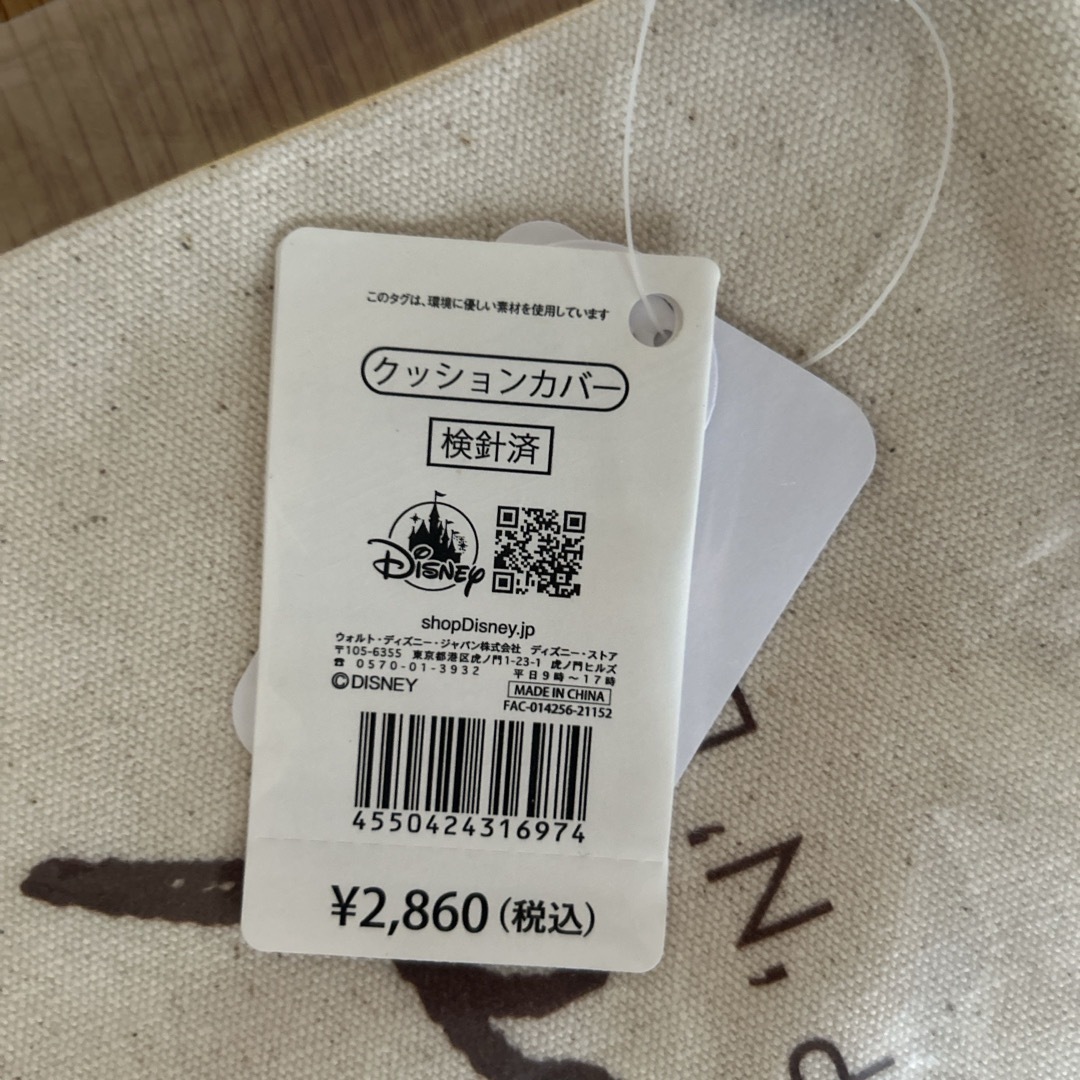 このタグは、環境に優しい素材を使用しています
クッションカバー
検針済
Disney
shopDisney.jp
ウォルト・ディズニー・ジャパン株式会社 ディズニー・ストア
〒105-6355 東京都港区虎ノ門1-23-1 虎ノ門ヒルズ
☎ 0570-01-3932 平日9時～17時
©DISNEY
MADE IN CHINA
FAC-014256-21152
4550424316974
¥2,860(税込)